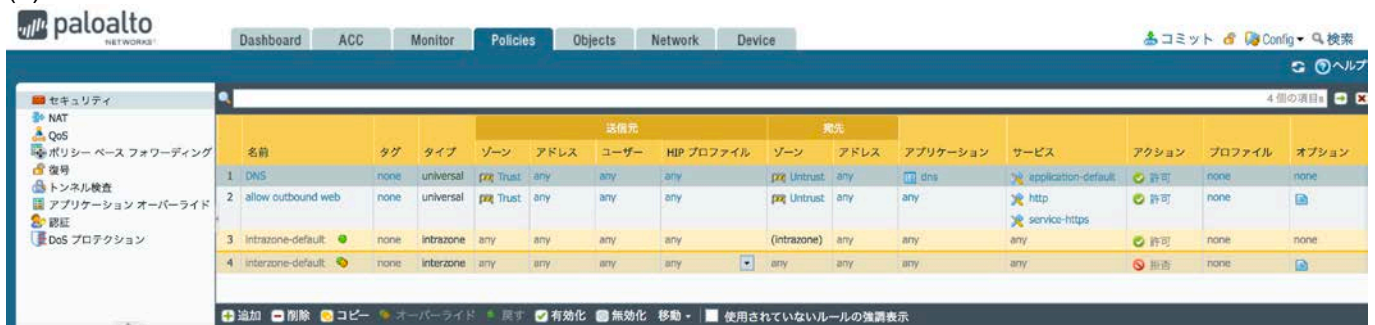 paloalto
NETWORKS
Dashboard ACC Monitor Policies Objects Network Device コミット Config 検索
ヘルプ
セキュリティ
NAT
QoS
ポリシー ベース フォワーディング
復号
トンネル検査
アプリケーション オーバーライド
認証
DoS プロテクション
4 個の項目s
送信元 宛先
名前 タグ タイプ ゾーン アドレス ユーザー HIP プロファイル ゾーン アドレス アプリケーション サービス アクション プロファイル オプション
1 DNS none universal Trust any any any Untrust any dns application-default 許可 none none
2 allow outbound web none universal Trust any any any Untrust any any http 許可 none
service-https
3 intrazone-default none intrazone any any any any (intrazone) any any any 許可 none none
4 interzone-default none interzone any any any any any any any any 拒否 none
追加 削除 コピー オーバーライド 戻す 有効化 無効化 移動 使用されていないルールの強調表示